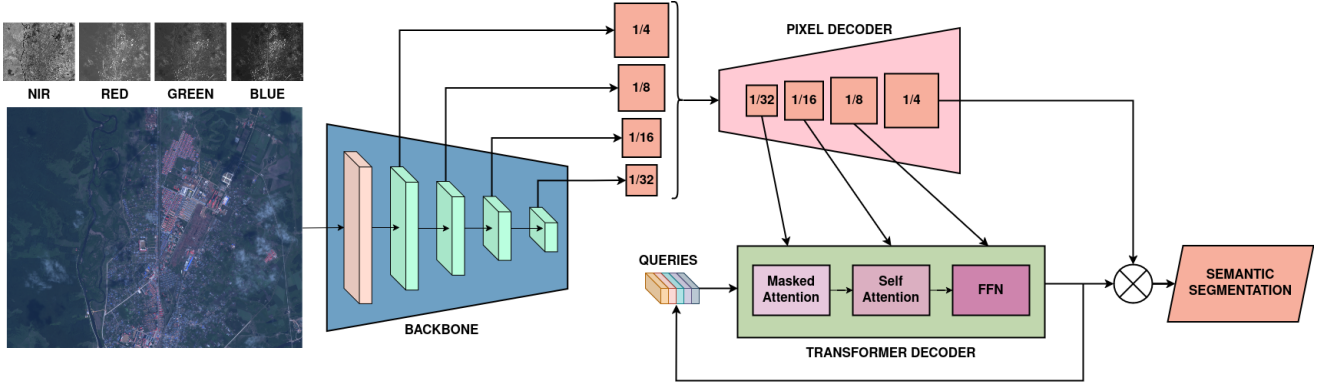 NIR RED GREEN BLUE
BACKBONE
1/4
1/8
1/16
1/32
PIXEL DECODER
1/32 1/16 1/8 1/4
QUERIES
Masked
Attention
Self
Attention
FFN
TRANSFORMER DECODER
SEMANTIC
SEGMENTATION